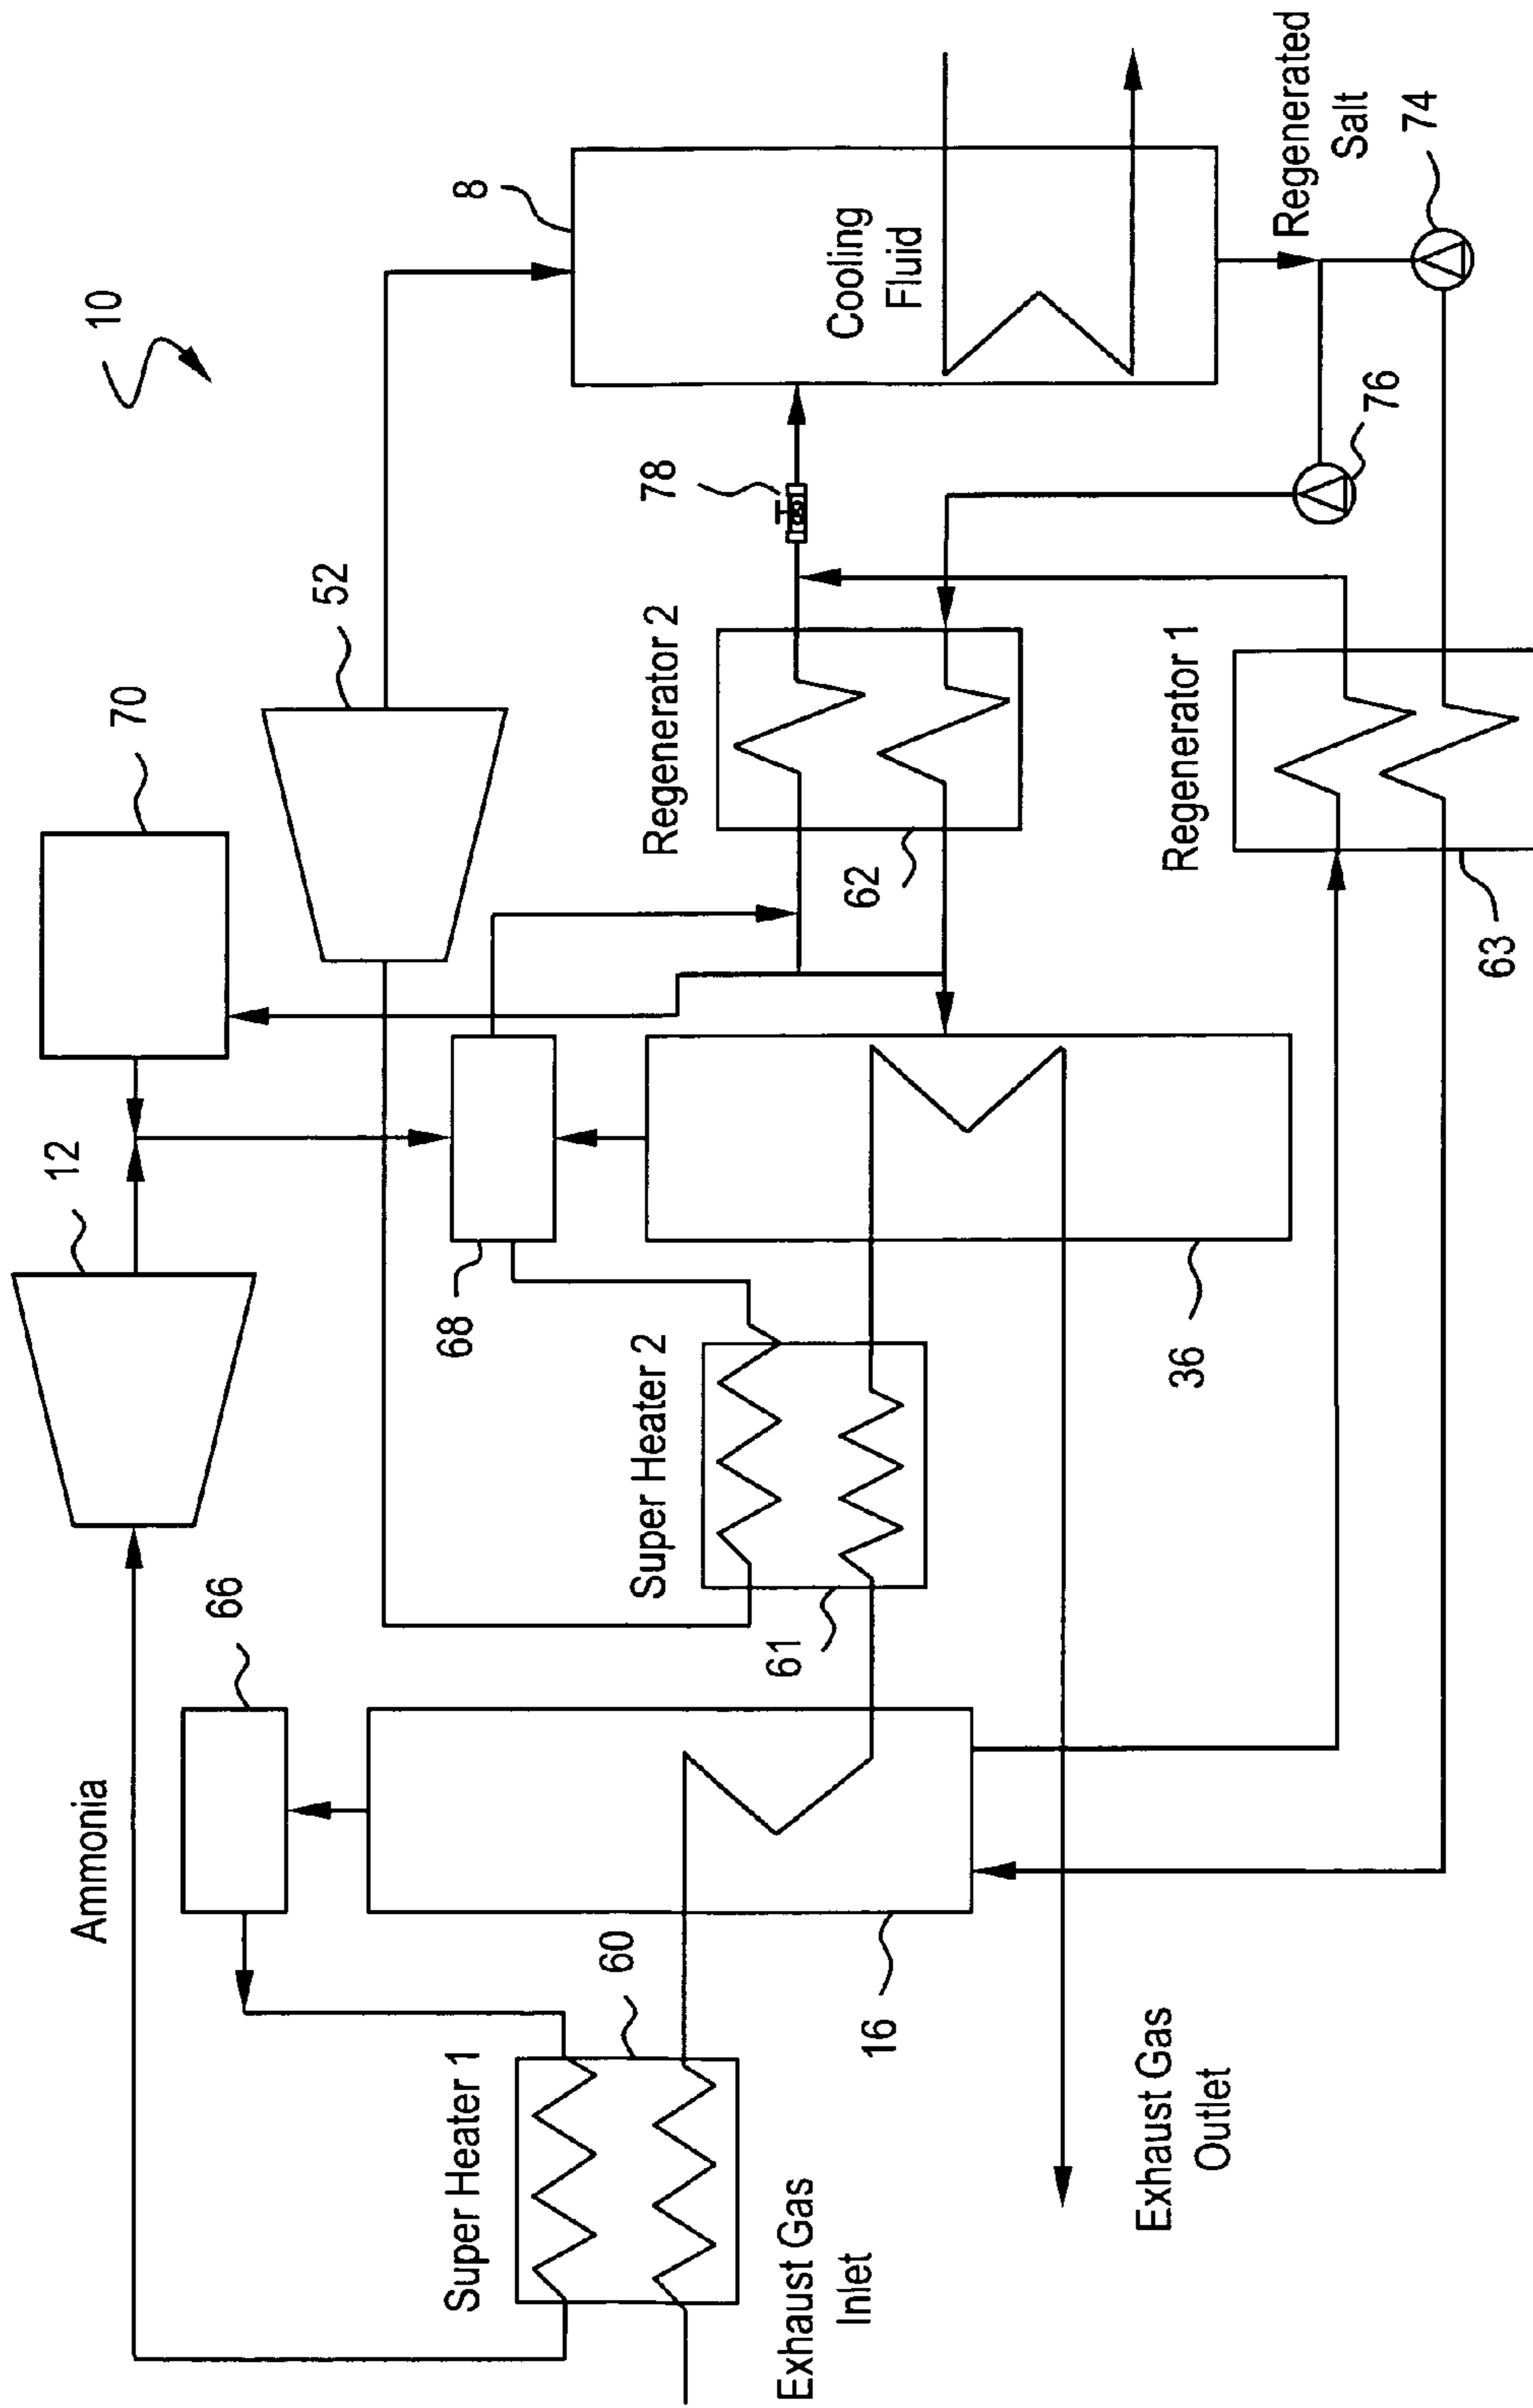 10
12
70
52
8
Ammonia
66
68
78
Super Heater 1
60
Super Heater 2
61
Regenerator 2
62
Cooling
Fluid
Exhaust Gas
Inlet
16
36
76
Regenerated
Salt
74
Regenerator 1
63
Exhaust Gas
Outlet